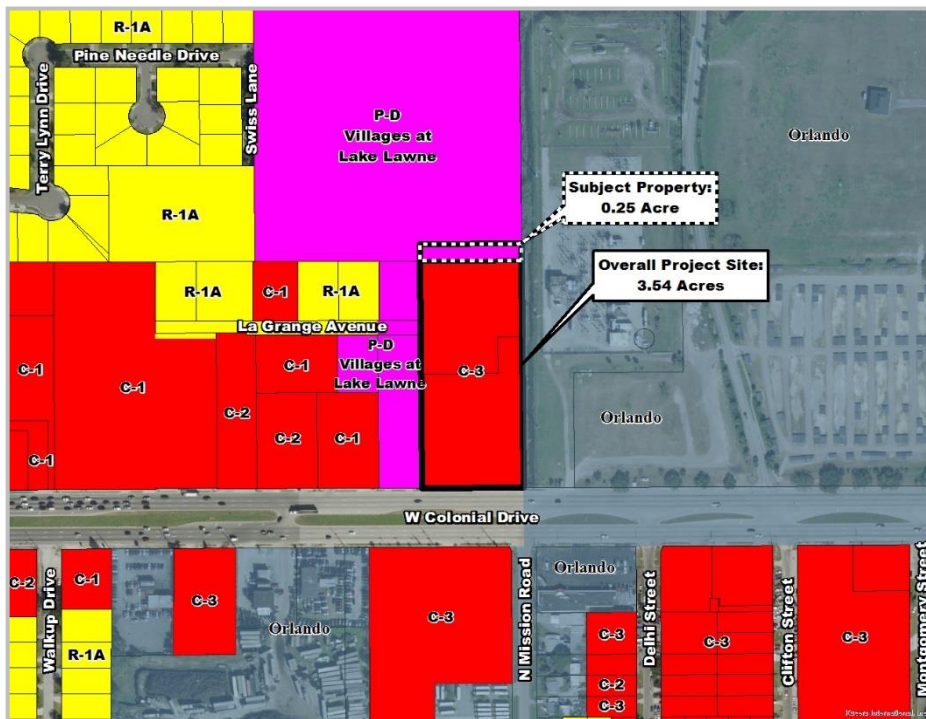 R-1A
Pine Needle Drive
Terry Lynn Drive
Swiss Lane
P-D
Villages at
Lake Lawne
Orlando
Subject Property:
0.25 Acre
R-1A
Overall Project Site:
3.54 Acres
R-1A
C-1
R-1A
La Grange Avenue
P-D
Villages at
Lake Lawne
C-1
C-1
C-1
C-3
C-2
C-2
C-1
C-1
Orlando
W Colonial Drive
C-2
Walkup Drive
C-1
C-3
R-1A
Orlando
C-3
N Mission Road
Orlando
C-3
C-2
C-3
Delhi Street
C-3
Clifton Street
C-3
Montgomery Street